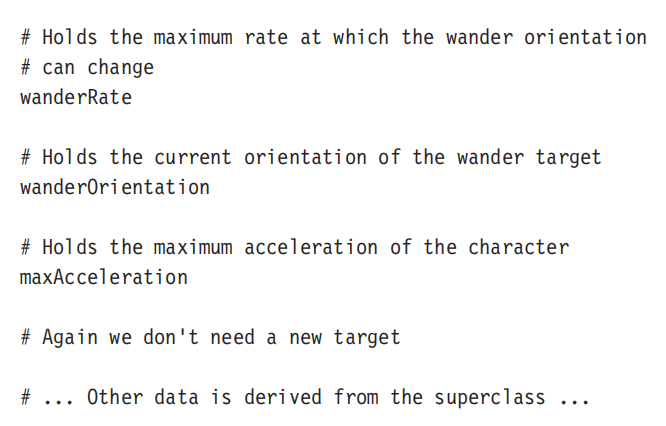 # Holds the maximum rate at which the wander orientation
# can change
wanderRate
# Holds the current orientation of the wander target
wanderOrientation
# Holds the maximum acceleration of the character
maxAcceleration
# Again we don't need a new target
# ... Other data is derived from the superclass ...